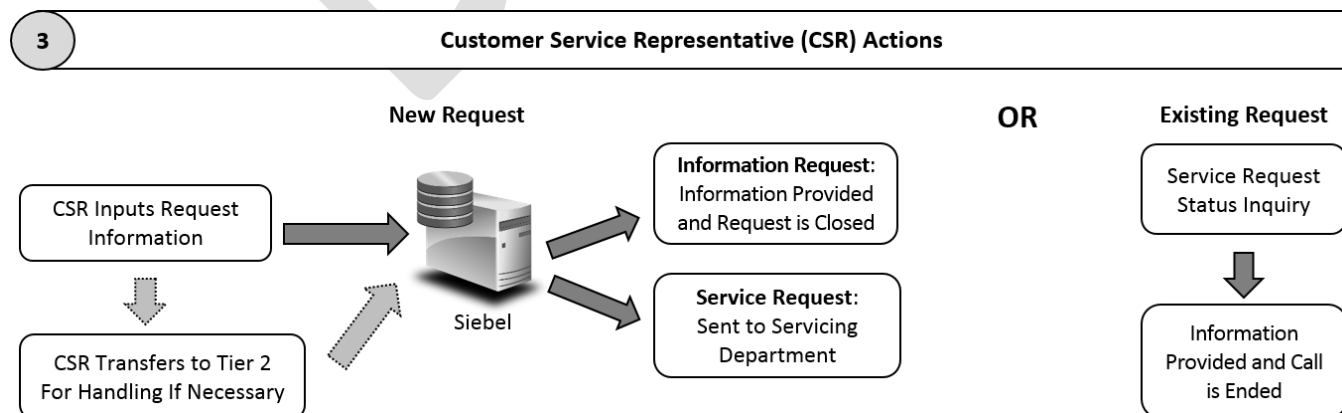 3
Customer Service Representative (CSR) Actions
New Request
OR
Existing Request
CSR Inputs Request
Information
CSR Transfers to Tier 2
For Handling If Necessary
Siebel
Information Request:
Information Provided
and Request is Closed
Service Request:
Sent to Servicing
Department
Service Request
Status Inquiry
Information
Provided and Call
is Ended